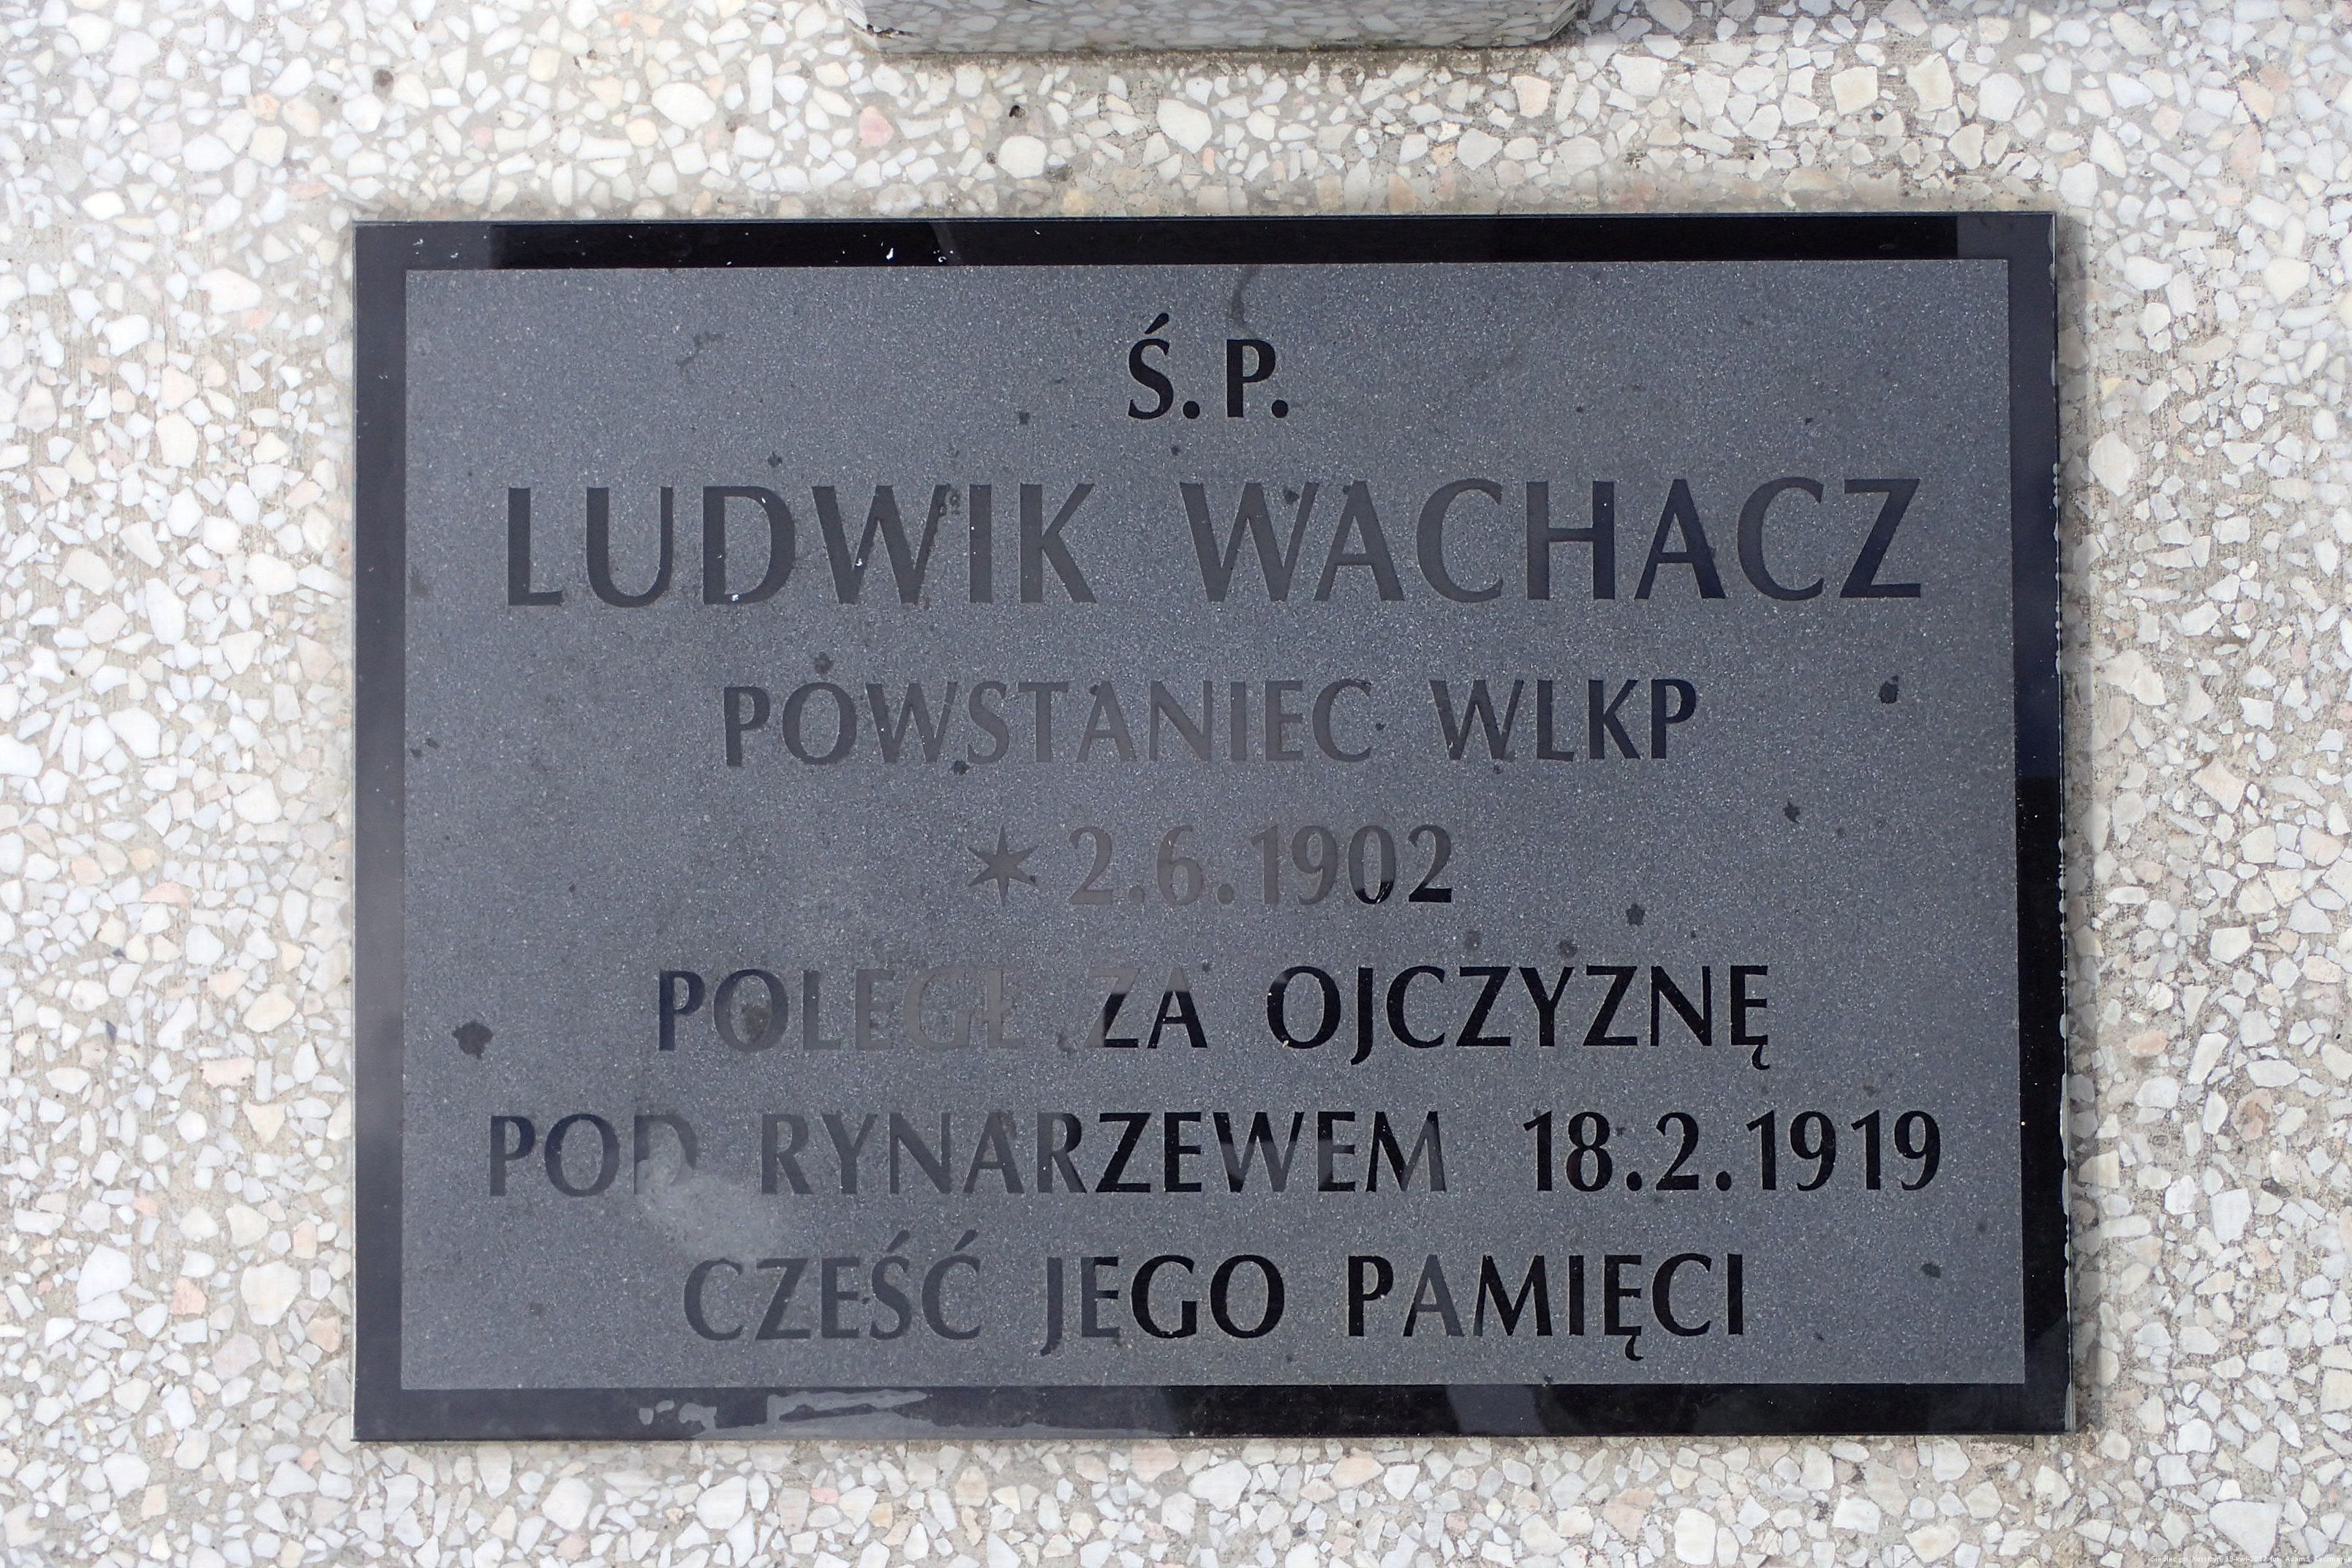 Ś.P.
LUDWIK WACHACZ
POWSTANIEC WLKP
✶2.6.1902
POLEGŁ ZA OJCZYZNĘ
POD RYNARZEWEM 18.2.1919
CZEŚĆ JEGO PAMIĘCI